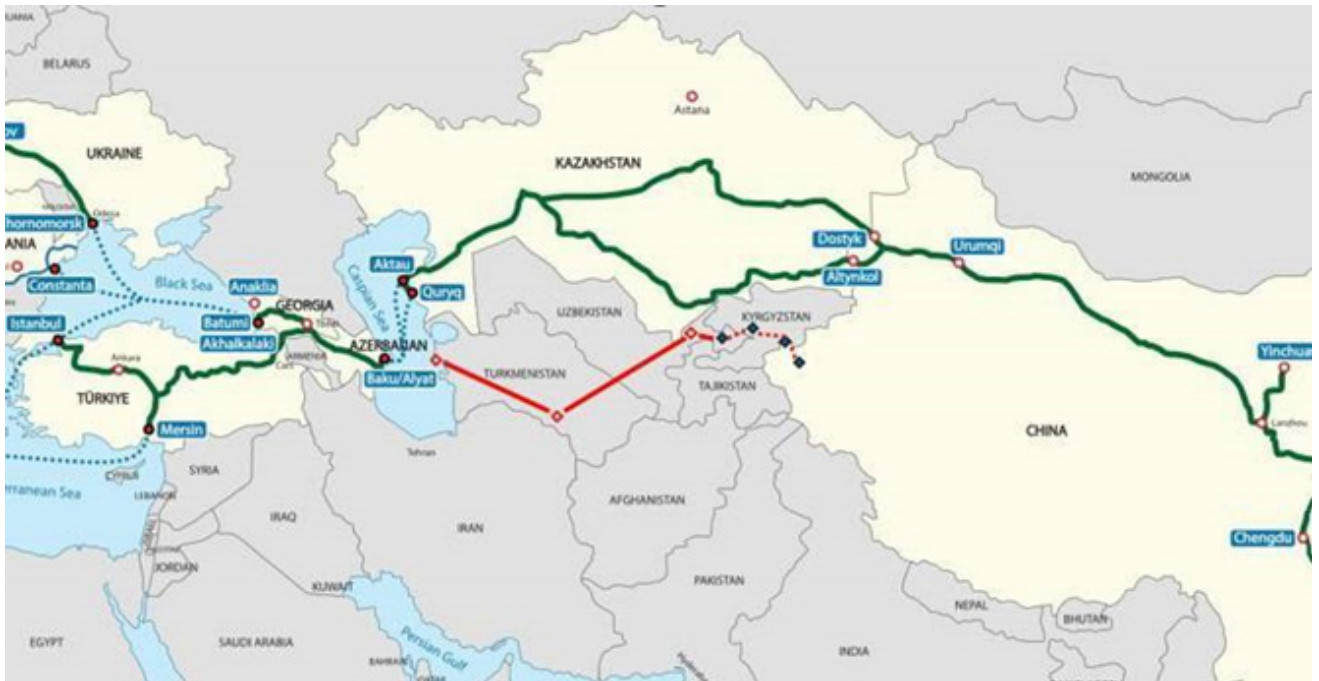 BELARUS
UKRAINE
Odesa
hornomorsk
ANIA
Constanta
Black Sea
Istanbul
Ankara
TÜRKIYE
Mersin
CYPRUS
erranean Sea
LEBANON
SYRIA
JORDAN
EGYPT
IRAQ
KUWAIT
SAUDI ARABIA
BAHRAIN
Persian Gulf
Anaklia
GEORGIA
Batumi
Tbilisi
Akhalkalaki
ARMENIA
Cars
AZERBAIJAN
Baku/Alyat
Caspian Sea
Aktau
Quryq
Tehran
IRAN
KAZAKHSTAN
Astana
UZBEKISTAN
TURKMENISTAN
KYRGYZSTAN
TAJIKISTAN
AFGHANISTAN
PAKISTAN
Dostyk
Altynkol
Urumqi
MONGOLIA
CHINA
Yinchua
Lanzhou
Chengdu
NEPAL
BHUTAN
INDIA